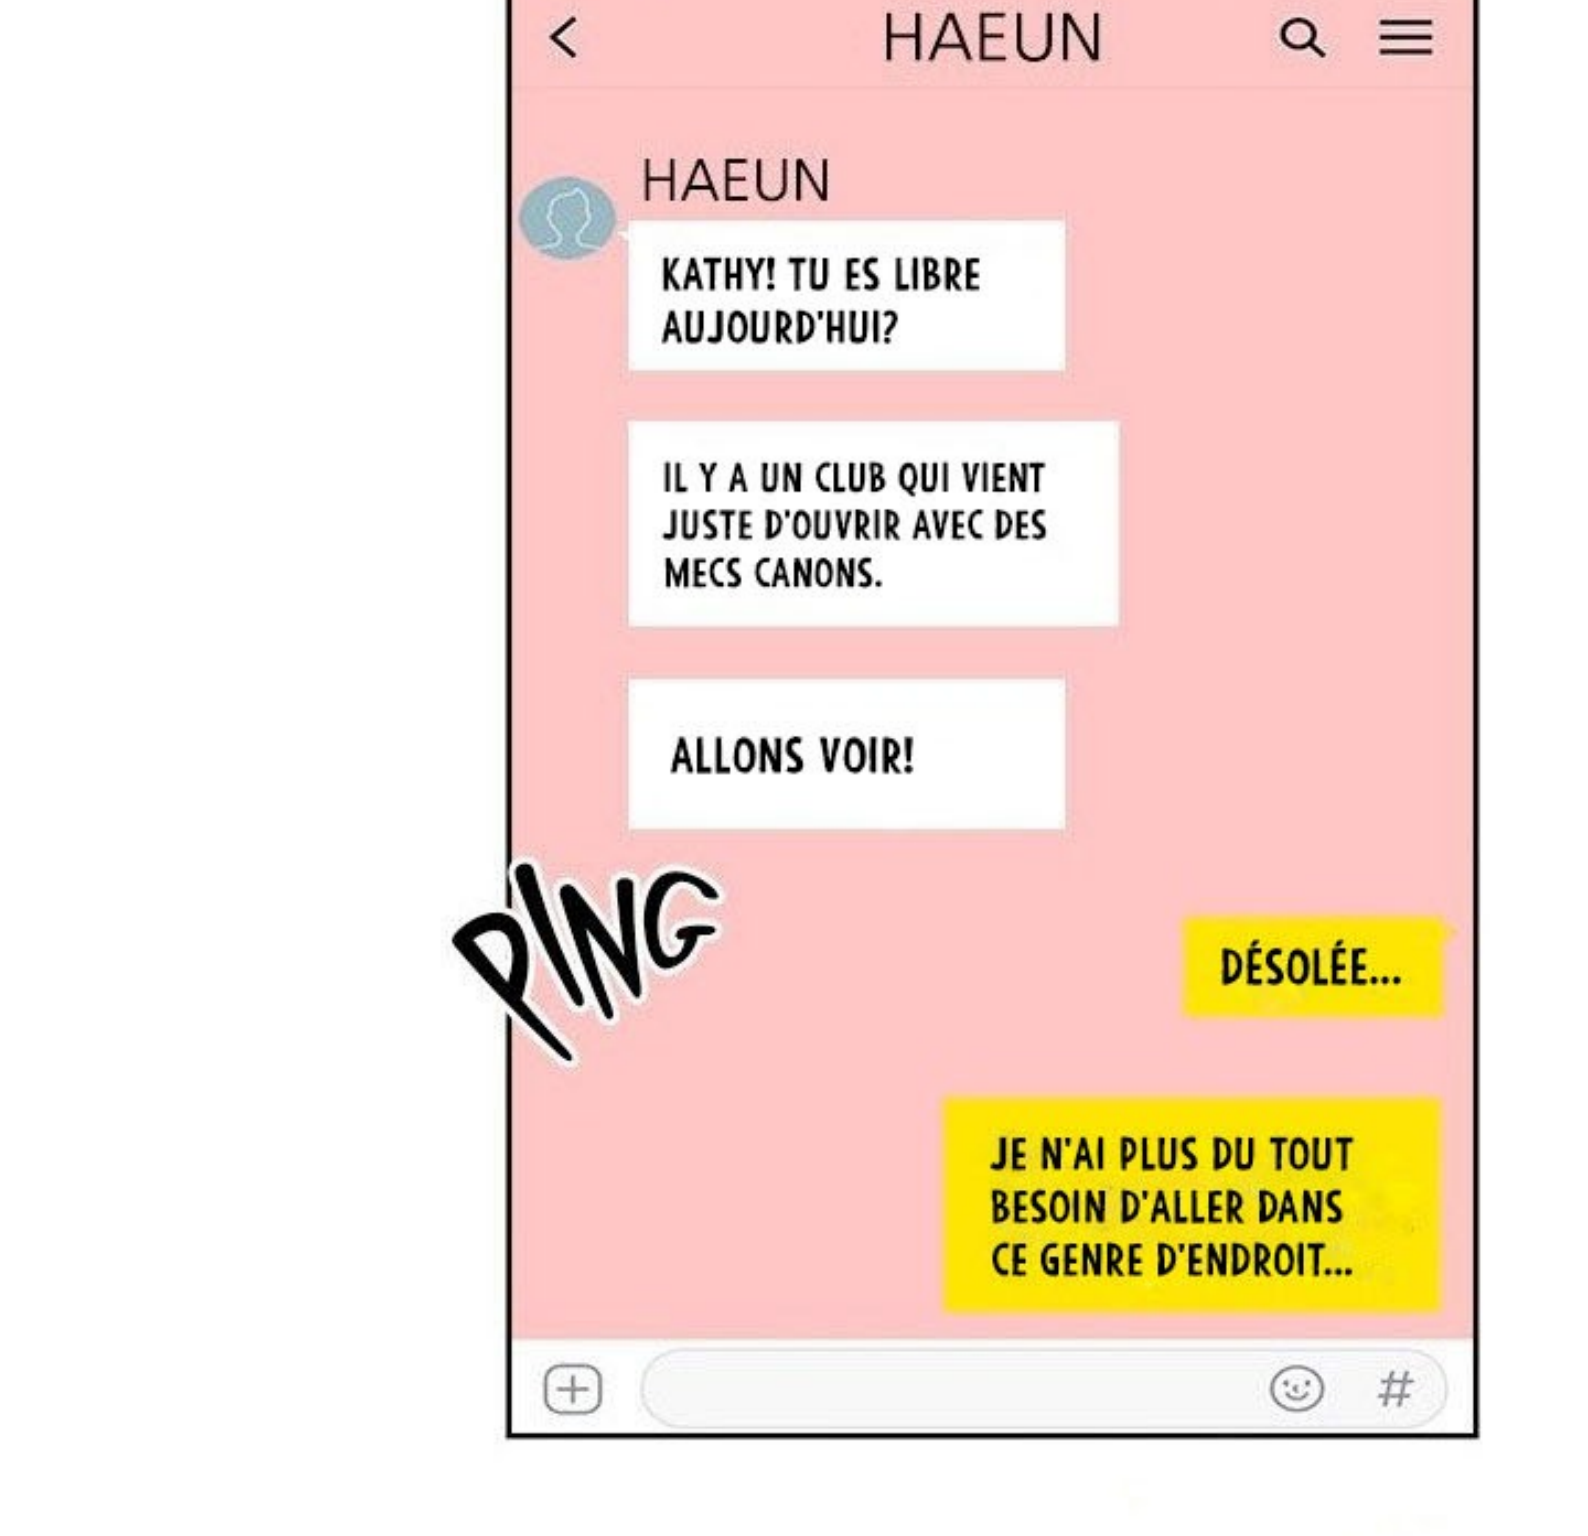 HAEUN
HAEUN
KATHY! TU ES LIBRE
AUJOURD'HUI?
IL Y A UN CLUB QUI VIENT
JUSTE D'OUVRIR AVEC DES
MECS CANONS.
ALLONS VOIR!
PING
DÉSOLÉE...
JE N'AI PLUS DU TOUT
BESOIN D'ALLER DANS
CE GENRE D'ENDROIT...
#